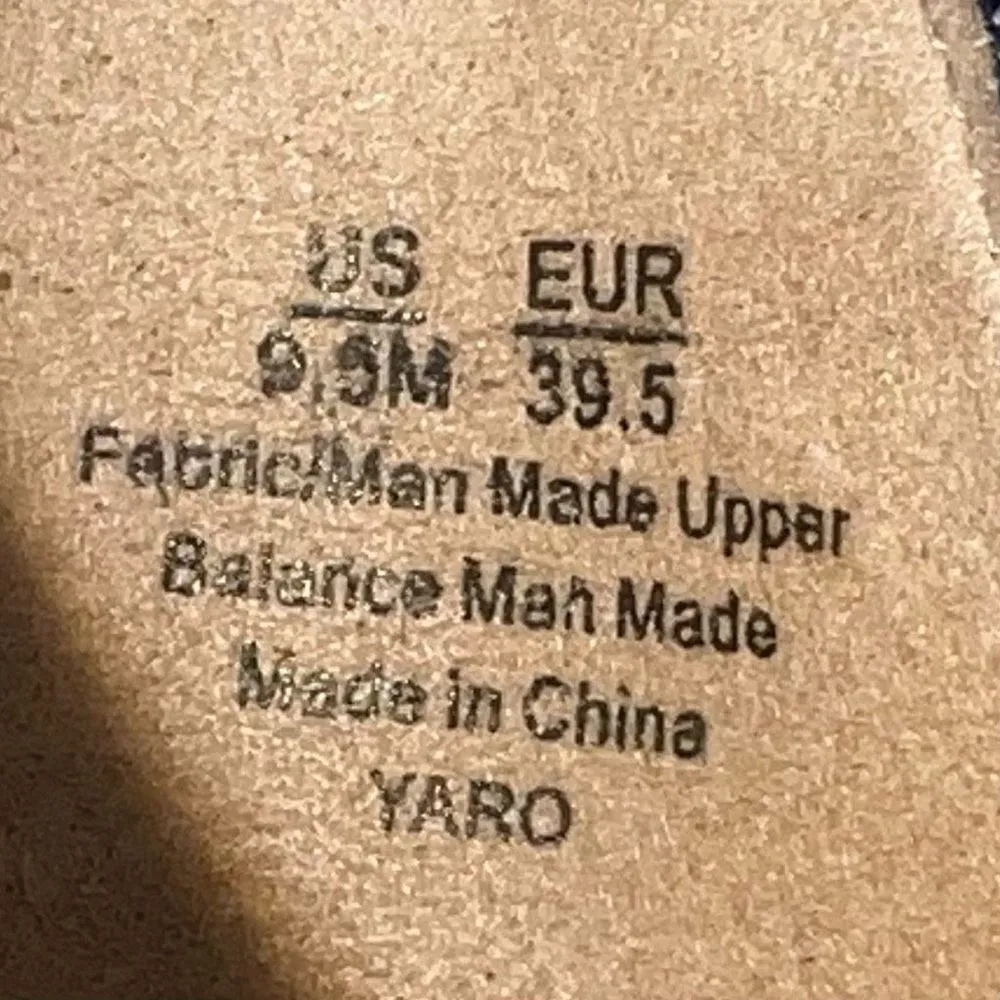 US EUR
9.5M 39.5
Fabric/Man Made Upper
Balance Man Made
Made in China
YARO